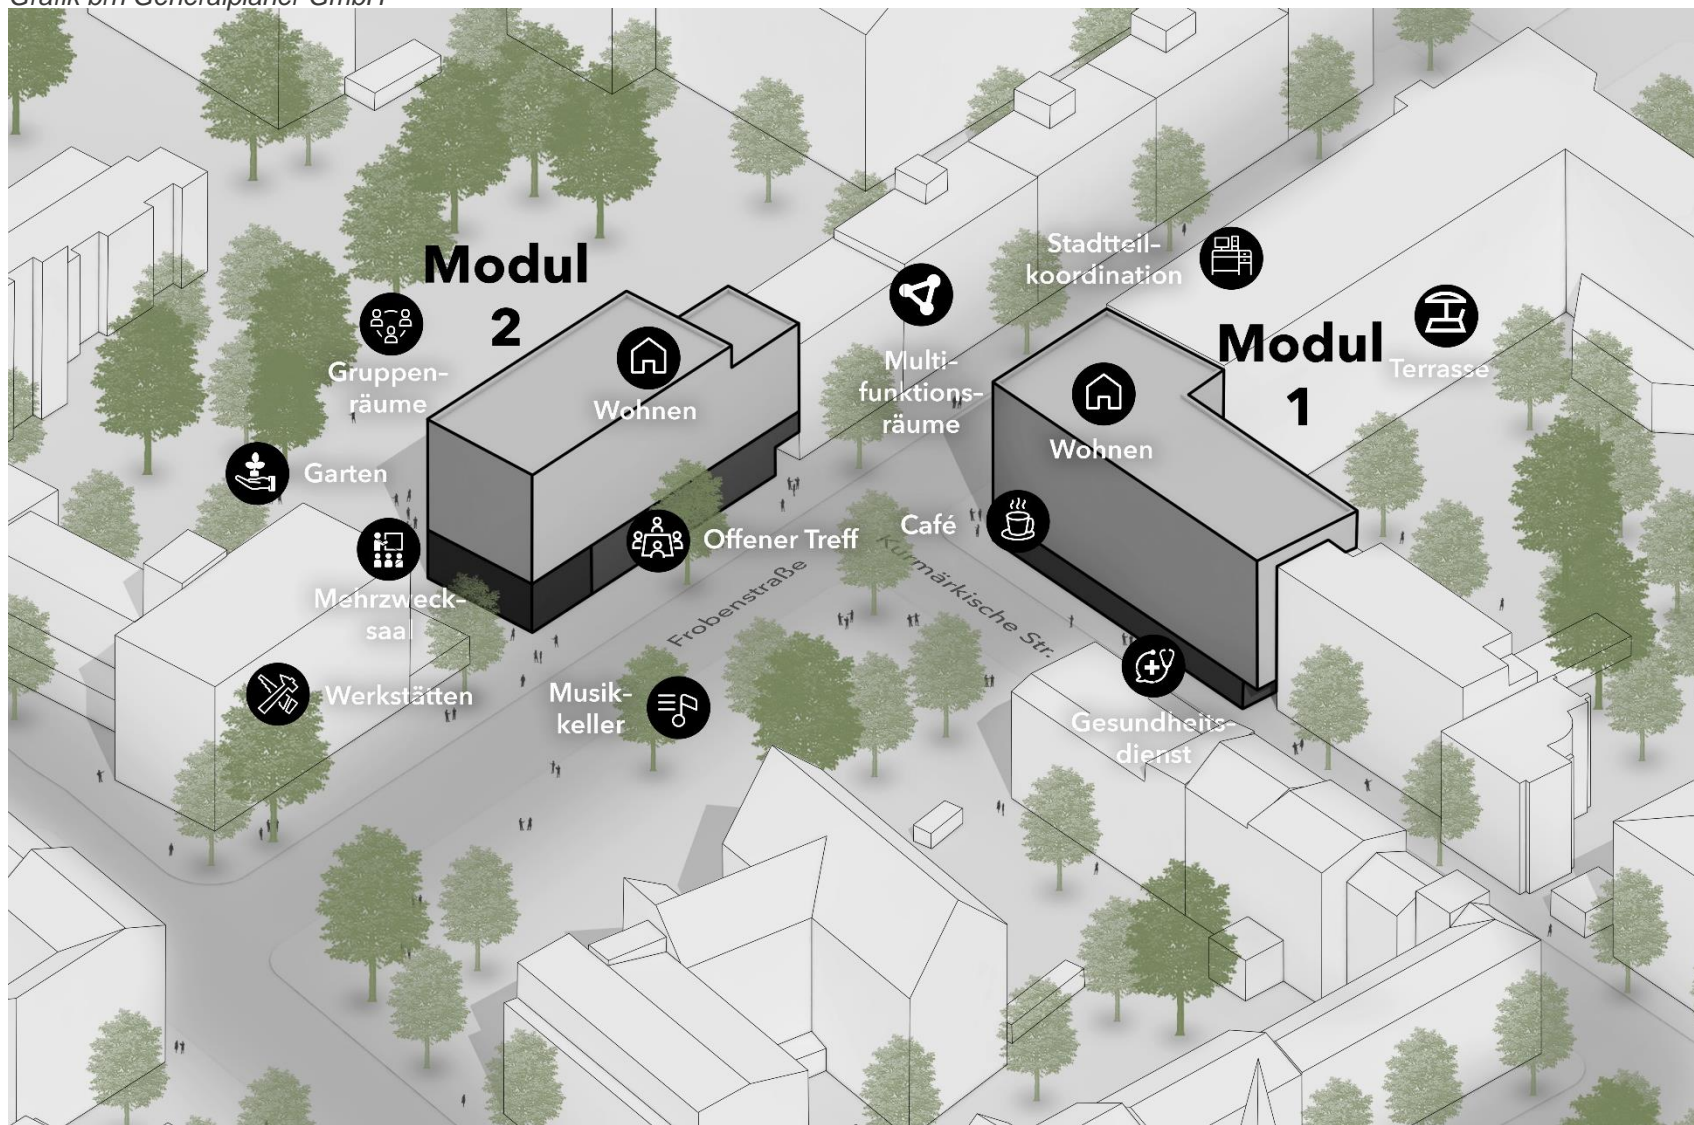 Grafik bm Generalplaner GmbH
Modul
2
Gruppen-
räume
Wohnen
Garten
Mehrzweck-
saal
Werkstätten
Offener Treff
Musik-
keller
Frobenstraße
Kurmärkische Str.
Multi-
funktions-
räume
Stadtteil-
koordination
Modul
1
Terrasse
Wohnen
Café
Gesundheits-
dienst